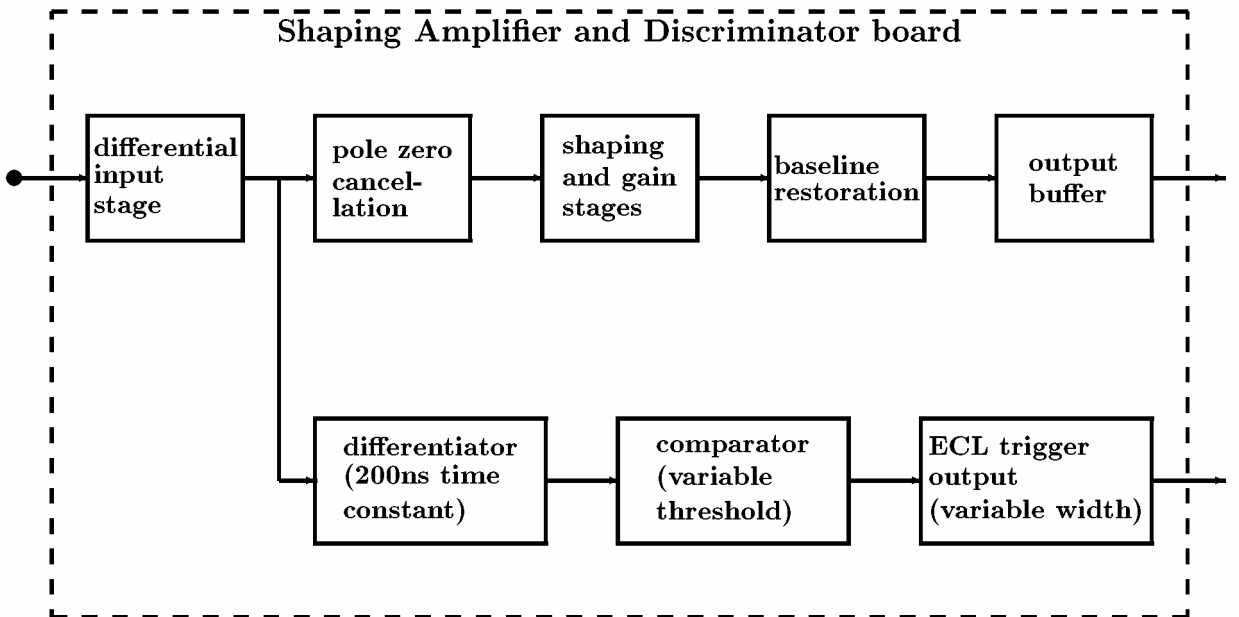 Shaping Amplifier and Discriminator board
differential
input
stage
pole zero
cancel-
lation
shaping
and gain
stages
baseline
restoration
output
buffer
differentiator
(200ns time
constant)
comparator
(variable
threshold)
ECL trigger
output
(variable width)